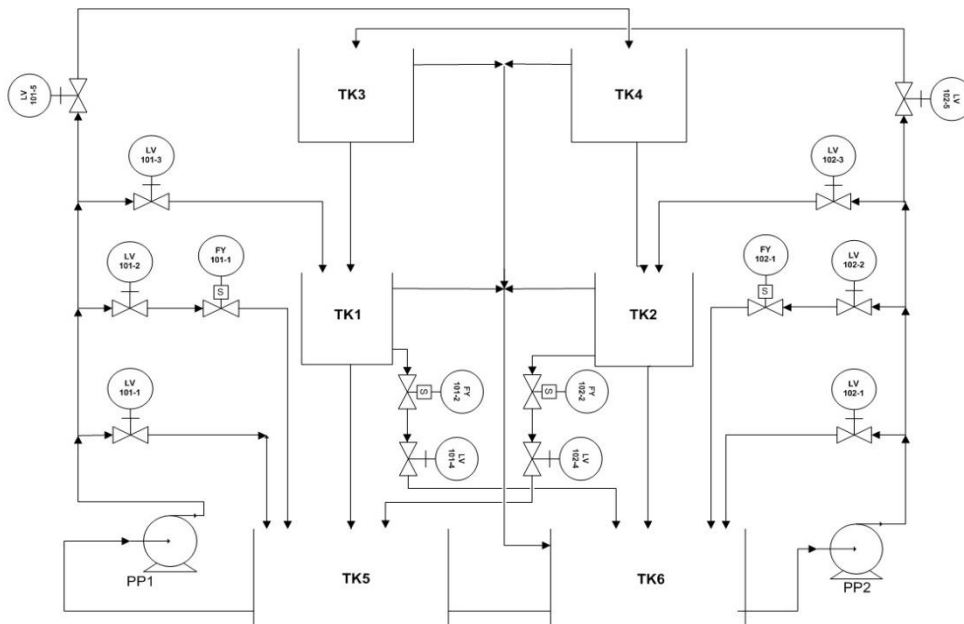 LV
101-5
TK3
TK4
LV
102-5
LV
101-3
LV
102-3
LV
101-2
FY
101-1
S
FY
102-1
S
LV
102-2
TK1
TK2
LV
101-1
S
FY
101-2
S
FY
102-2
LV
102-1
LV
101-4
LV
102-4
PP1
TK5
TK6
PP2